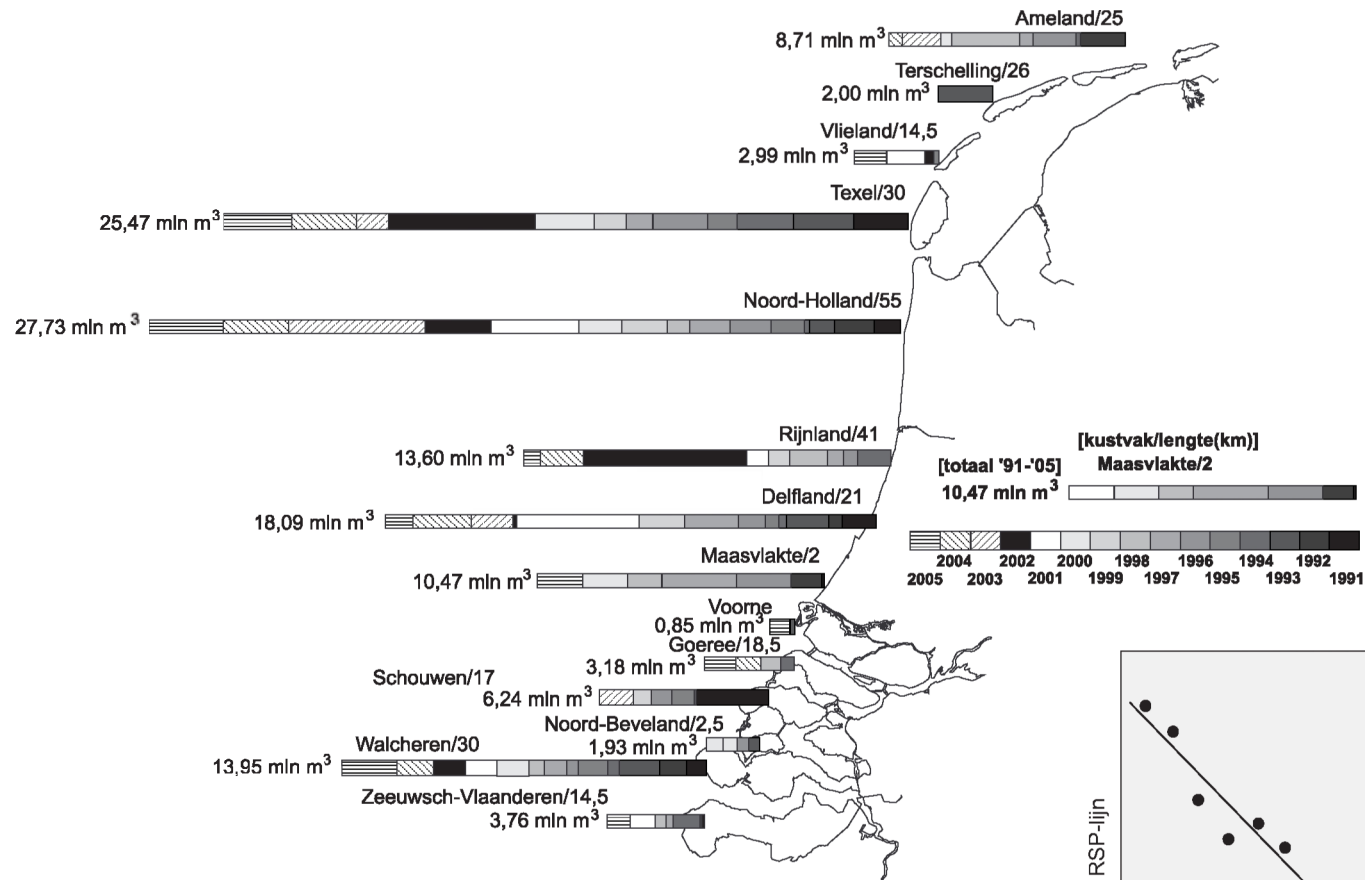 Ameland/25
8,71 mln m³
Terschelling/26
2,00 mln m³
Vlieland/14,5
2,99 mln m³
Texel/30
25,47 mln m³
Noord-Holland/55
27,73 mln m³
Rijnland/41
13,60 mln m³
[kustvak/lengte(km)]
[totaal '91-'05]
Maasvlakte/2
10,47 mln m³
Delfland/21
18,09 mln m³
2004 2002 2000 1998 1996 1994 1992
2005 2003 2001 1999 1997 1995 1993 1991
Maasvlakte/2
10,47 mln m³
Voorne
0,85 mln m³
Goeree/18,5
3,18 mln m³
Schouwen/17
6,24 mln m³
Noord-Beveland/2,5
1,93 mln m³
Walcheren/30
13,95 mln m³
Zeeuwsch-Vlaanderen/14,5
3,76 mln m³
RSP-lijn